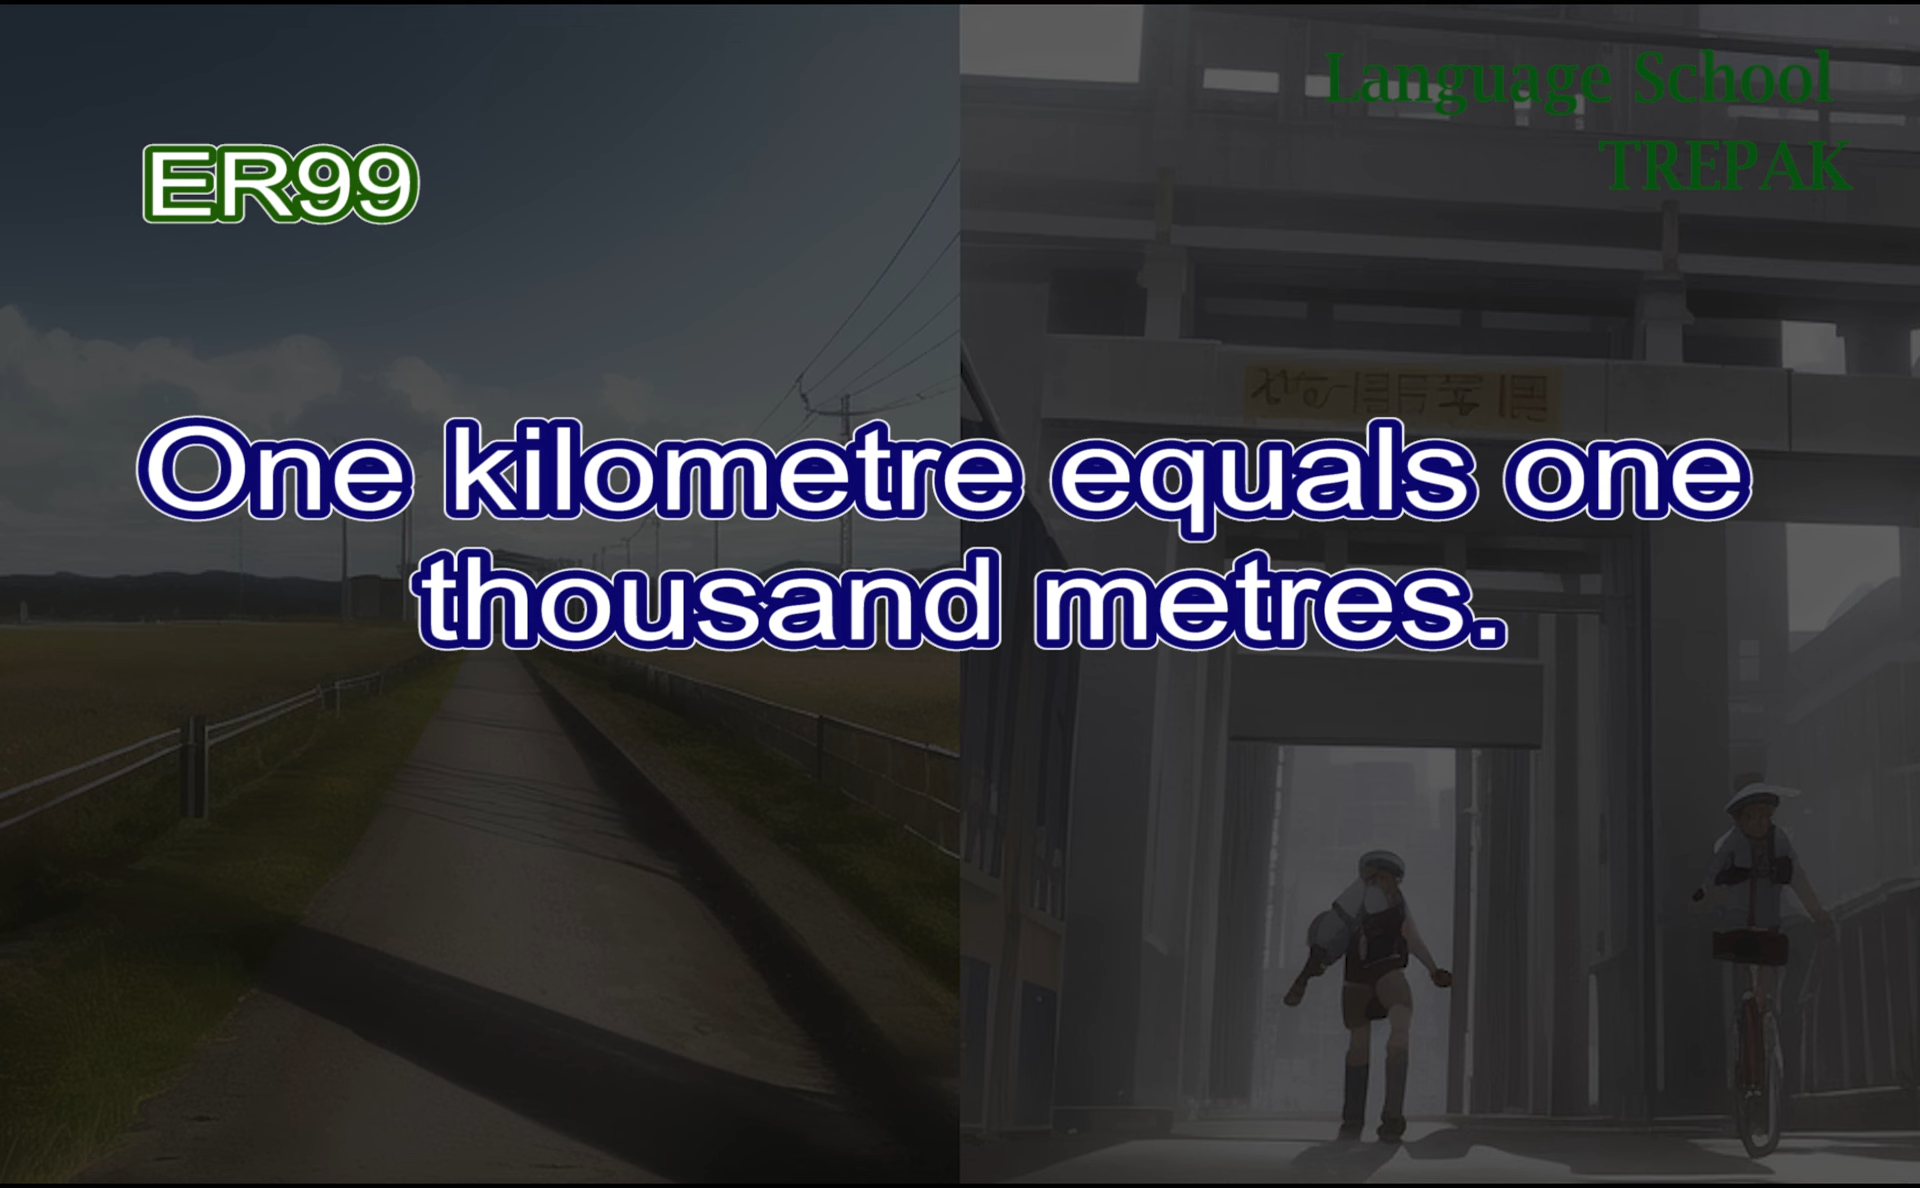 Language School
TREPAK
ER99
One kilometre equals one
thousand metres.